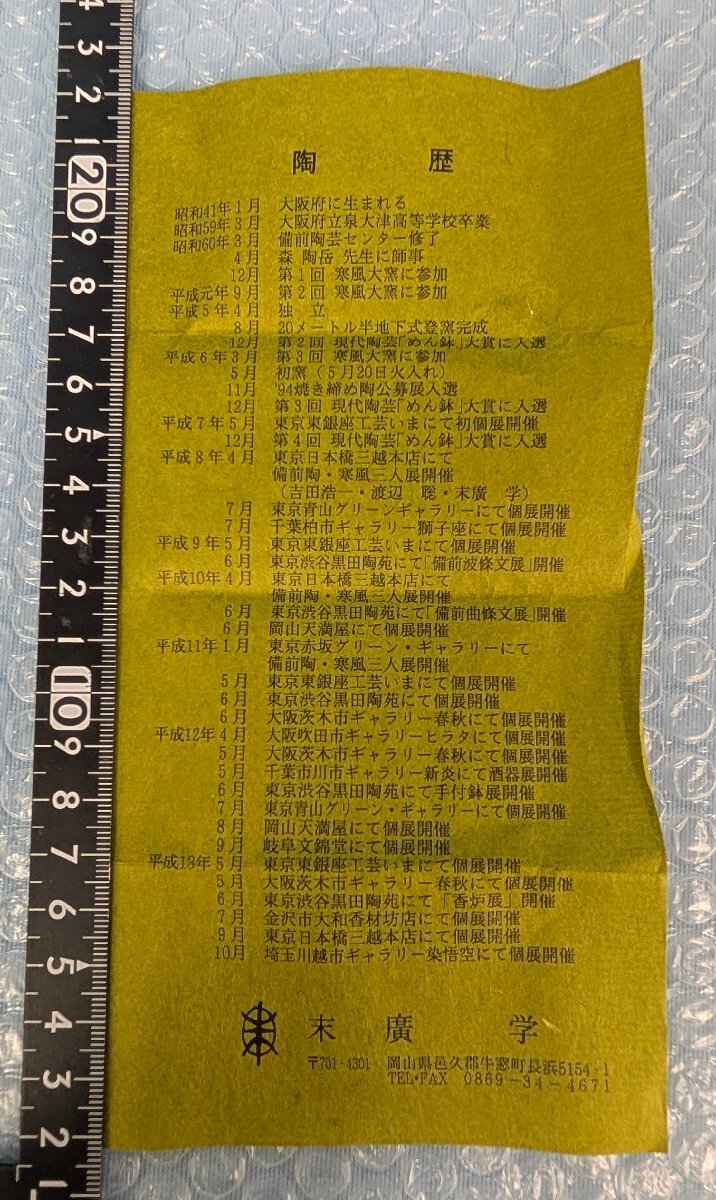 陶 歴
昭和41年1月 大阪府に生まれる
昭和59年3月 大阪府立泉大津高等学校卒業
昭和60年3月 備前陶芸センター修了
4月 森 陶岳 先生に師事
12月 第1回 寒風大窯に参加
平成元年9月 第2回 寒風大窯に参加
平成5年4月 独 立
8月 20メートル半地下式登窯完成
12月 第2回 現代陶芸「めん鉢」大賞に入選
平成6年3月 第3回 寒風大窯に参加
5月 初窯(5月20日火入れ)
11月 '94焼き締め陶公募展入選
12月 第3回 現代陶芸「めん鉢」大賞に入選
平成7年5月 東京東銀座工芸いまにて初個展開催
12月 第4回 現代陶芸「めん鉢」大賞に入選
平成8年4月 東京日本橋三越本店にて
備前陶・寒風三人展開催
(吉田浩一・渡辺 聡・末廣 学)
7月 東京青山グリーンギャラリーにて個展開催
7月 千葉柏市ギャラリー獅子座にて個展開催
平成9年5月 東京東銀座工芸いまにて個展開催
6月 東京渋谷黒田陶苑にて「備前波條文展」開催
平成10年4月 東京日本橋三越本店にて
備前陶・寒風三人展開催
6月 東京渋谷黒田陶苑にて「備前曲條文展」開催
6月 岡山天満屋にて個展開催
平成11年1月 東京赤坂グリーン・ギャラリーにて
備前陶・寒風三人展開催
5月 東京東銀座工芸いまにて個展開催
6月 東京渋谷黒田陶苑にて個展開催
6月 大阪茨木市ギャラリー春秋にて個展開催
平成12年4月 大阪吹田市ギャラリーヒラタにて個展開催
5月 大阪茨木市ギャラリー春秋にて個展開催
5月 千葉市川市ギャラリー新炎にて酒器展開催
6月 東京渋谷黒田陶苑にて手付鉢展開催
7月 東京青山グリーン・ギャラリーにて個展開催
8月 岡山天満屋にて個展開催
9月 岐阜文錦堂にて個展開催
平成13年5月 東京東銀座工芸いまにて個展開催
5月 大阪茨木市ギャラリー春秋にて個展開催
6月 東京渋谷黒田陶苑にて「香炉展」開催
7月 金沢市大和香林坊店にて個展開催
9月 東京日本橋三越本店にて個展開催
10月 埼玉川越市ギャラリー染悟空にて個展開催
末 廣 学
〒701-4301 岡山県邑久郡牛窓町長浜5154-1
TEL・FAX 0869-34-4671
4
3
2
1
20
9
8
7
6
5
4
3
2
1
10
9
8
7
6
5
4
3
2
1